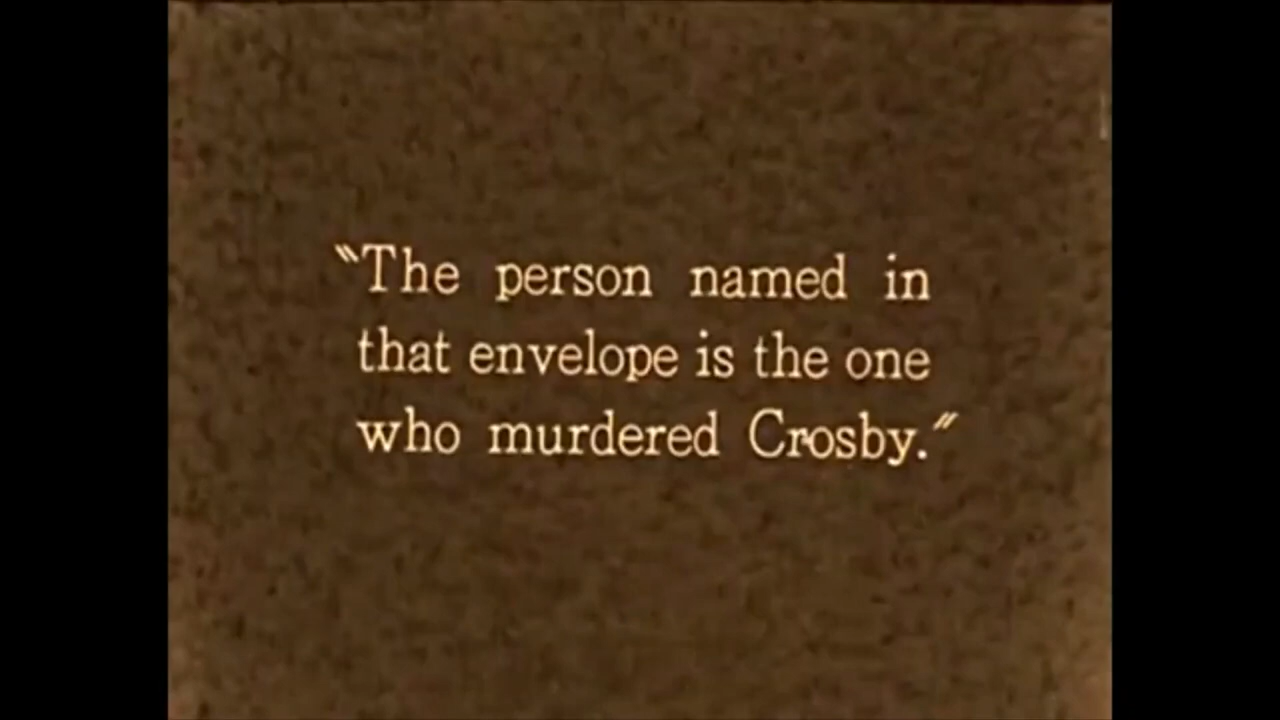 "The person named in
that envelope is the one
who murdered Crosby."